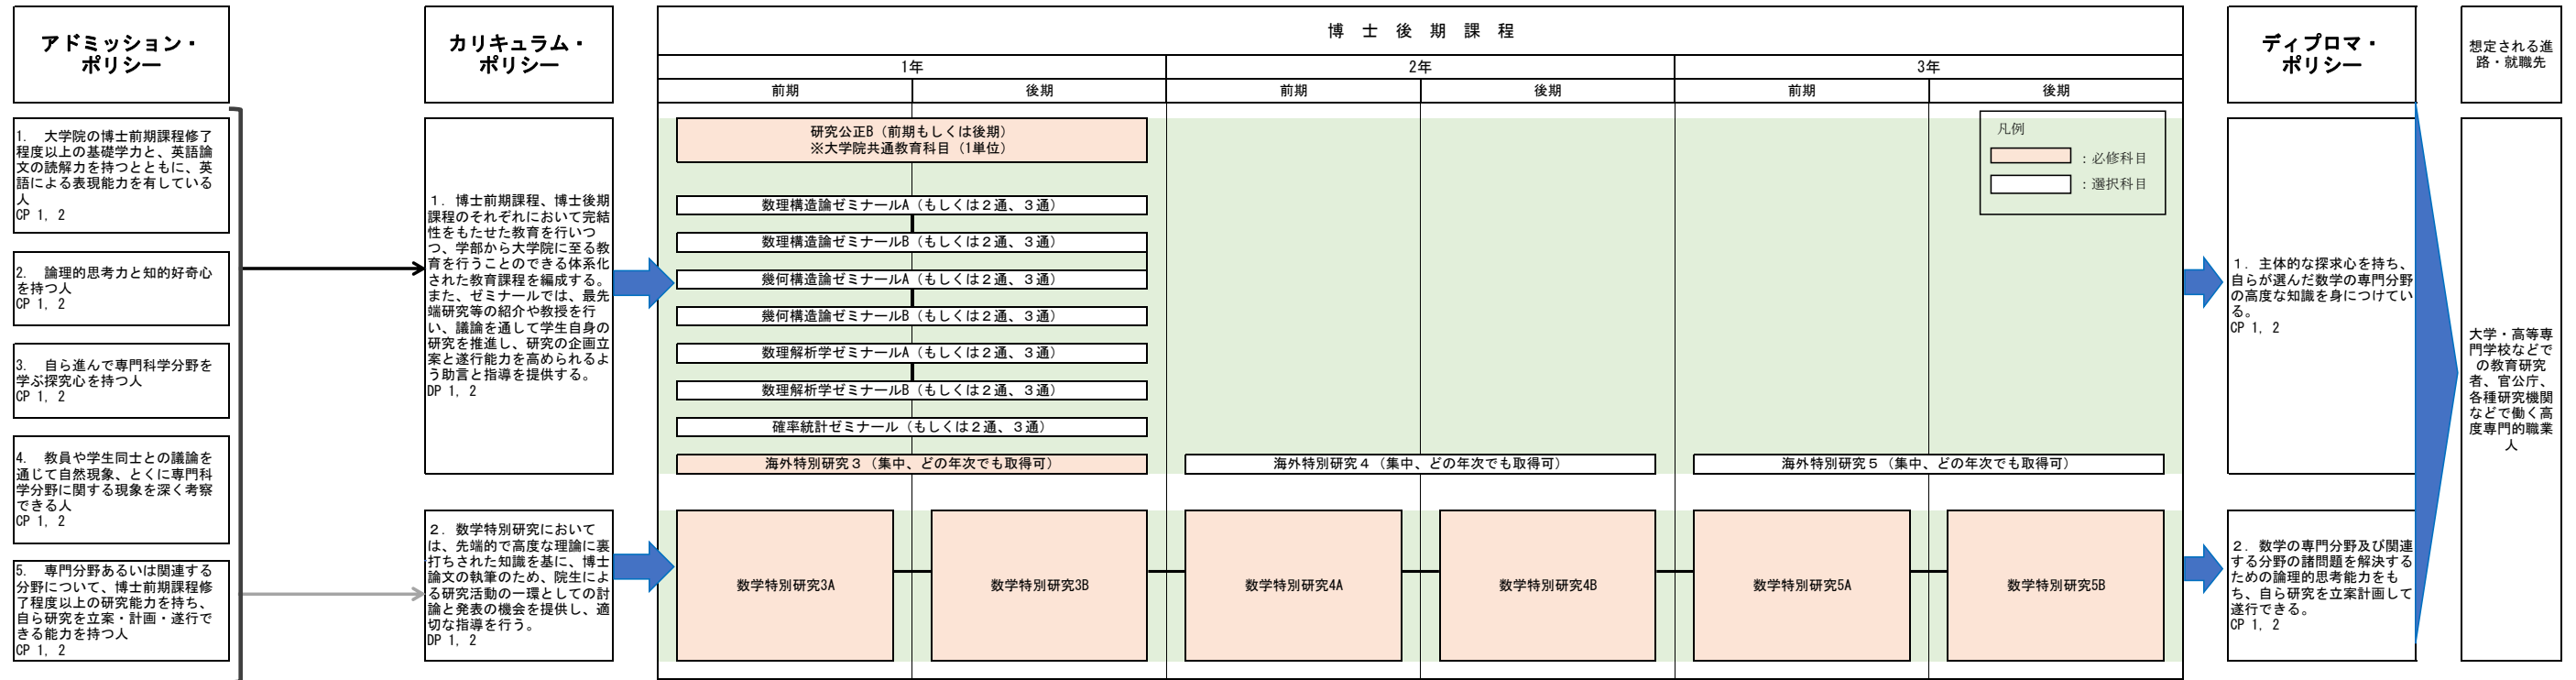 アドミッション・
ポリシー
1.　大学院の博士前期課程修了
程度以上の基礎学力と、英語論
文の読解力を持つとともに、英
語による表現能力を有している
人
CP 1, 2
2.　論理的思考力と知的好奇心
を持つ人
CP 1, 2
3.　自ら進んで専門科学分野を
学ぶ探究心を持つ人
CP 1, 2
4.　教員や学生同士との議論を
通じて自然現象、とくに専門科
学分野に関する現象を深く考察
できる人
CP 1, 2
5.　専門分野あるいは関連する
分野について、博士前期課程修
了程度以上の研究能力を持ち、
自ら研究を立案・計画・遂行で
きる能力を持つ人
CP 1, 2
カリキュラム・
ポリシー
１．博士前期課程、博士後期
課程のそれぞれにおいて完結
性をもたせた教育を行いつ
つ、学部から大学院に至る教
育を行うことのできる体系化
された教育課程を編成する。
また、ゼミナールでは、最先
端研究等の紹介や教授を行
い、議論を通して学生自身の
研究を推進し、研究の企画立
案と遂行能力を高められるよ
う助言と指導を提供する。
DP 1, 2
２．数学特別研究において
は、先端的で高度な理論に裏
打ちされた知識を基に、博士
論文の執筆のため、院生によ
る研究活動の一環としての討
論と発表の機会を提供し、適
切な指導を行う。
DP 1, 2
博　士　後　期　課　程
1年
2年
3年
前期
後期
前期
後期
前期
後期
研究公正B（前期もしくは後期）
※大学院共通教育科目（1単位）
数理構造論ゼミナールA（もしくは２通、３通）
数理構造論ゼミナールB（もしくは２通、３通）
幾何構造論ゼミナールA（もしくは２通、３通）
幾何構造論ゼミナールB（もしくは２通、３通）
数理解析学ゼミナールA（もしくは２通、３通）
数理解析学ゼミナールB（もしくは２通、３通）
確率統計ゼミナール（もしくは２通、３通）
海外特別研究３（集中、どの年次でも取得可）
海外特別研究４（集中、どの年次でも取得可）
海外特別研究５（集中、どの年次でも取得可）
数学特別研究3A
数学特別研究3B
数学特別研究4A
数学特別研究4B
数学特別研究5A
数学特別研究5B
凡例
：必修科目
：選択科目
ディプロマ・
ポリシー
１．主体的な探求心を持ち、
自らが選んだ数学の専門分野
の高度な知識を身につけてい
る。
CP 1, 2
２．数学の専門分野及び関連
する分野の諸問題を解決する
ための論理的思考能力をも
ち、自ら研究を立案計画して
遂行できる。
CP 1, 2
想定される進
路・就職先
大学・高等専
門学校などで
の教育研究
者、官公庁、
各種研究機関
などで働く高
度専門的職業
人